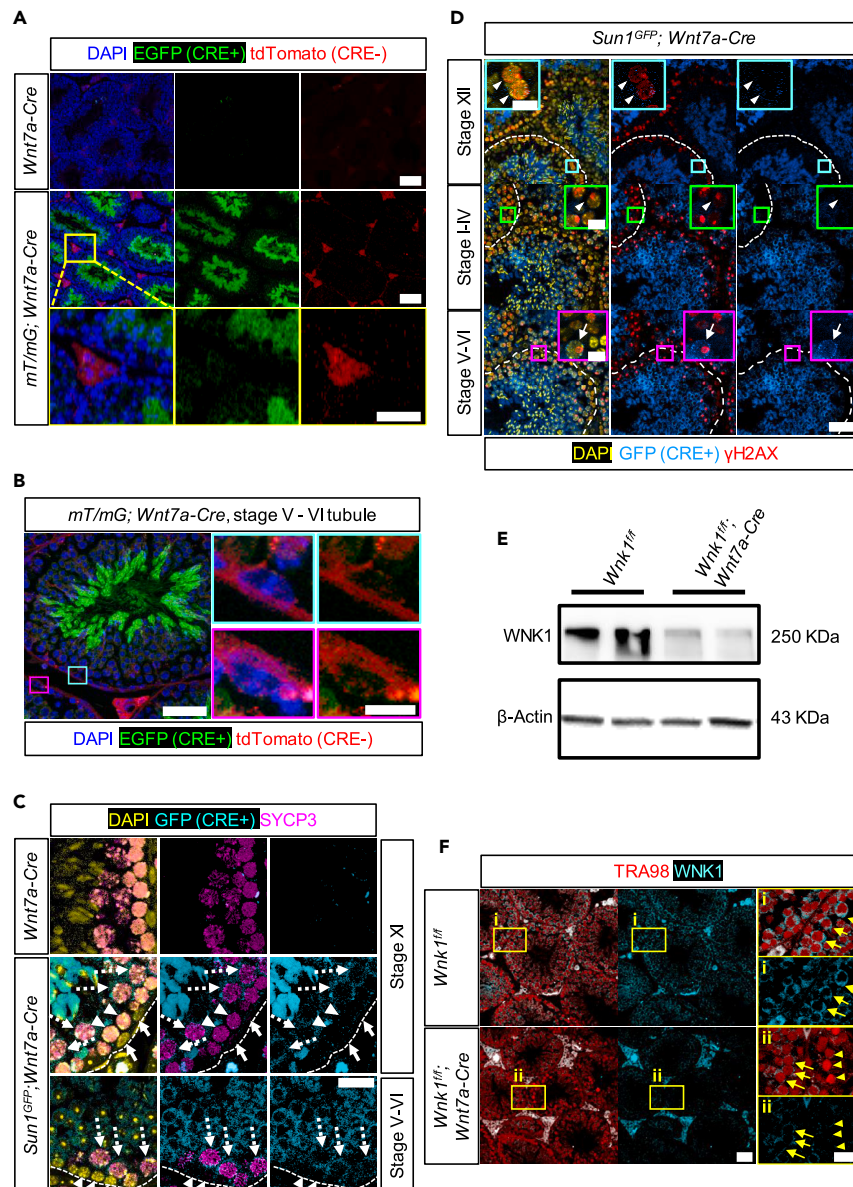 A
DAPI EGFP (CRE+) tdTomato (CRE-)
Wnt7a-Cre
mT/mG; Wnt7a-Cre
B
mT/mG; Wnt7a-Cre, stage V - VI tubule
DAPI EGFP (CRE+) tdTomato (CRE-)
C
DAPI GFP (CRE+) SYCP3
Wnt7a-Cre
Sun1GFP;Wnt7a-Cre
Stage XI
Stage V-VI
D
Sun1GFP; Wnt7a-Cre
Stage XII
Stage I-IV
Stage V-VI
DAPI GFP (CRE+) γH2AX
E
Wnk1f/f
Wnk1f/f;
Wnt7a-Cre
WNK1
250 KDa
β-Actin
43 KDa
F
TRA98 WNK1
Wnk1f/f
Wnk1f/f;
Wnt7a-Cre
i
i
i
i
ii
ii
ii
ii